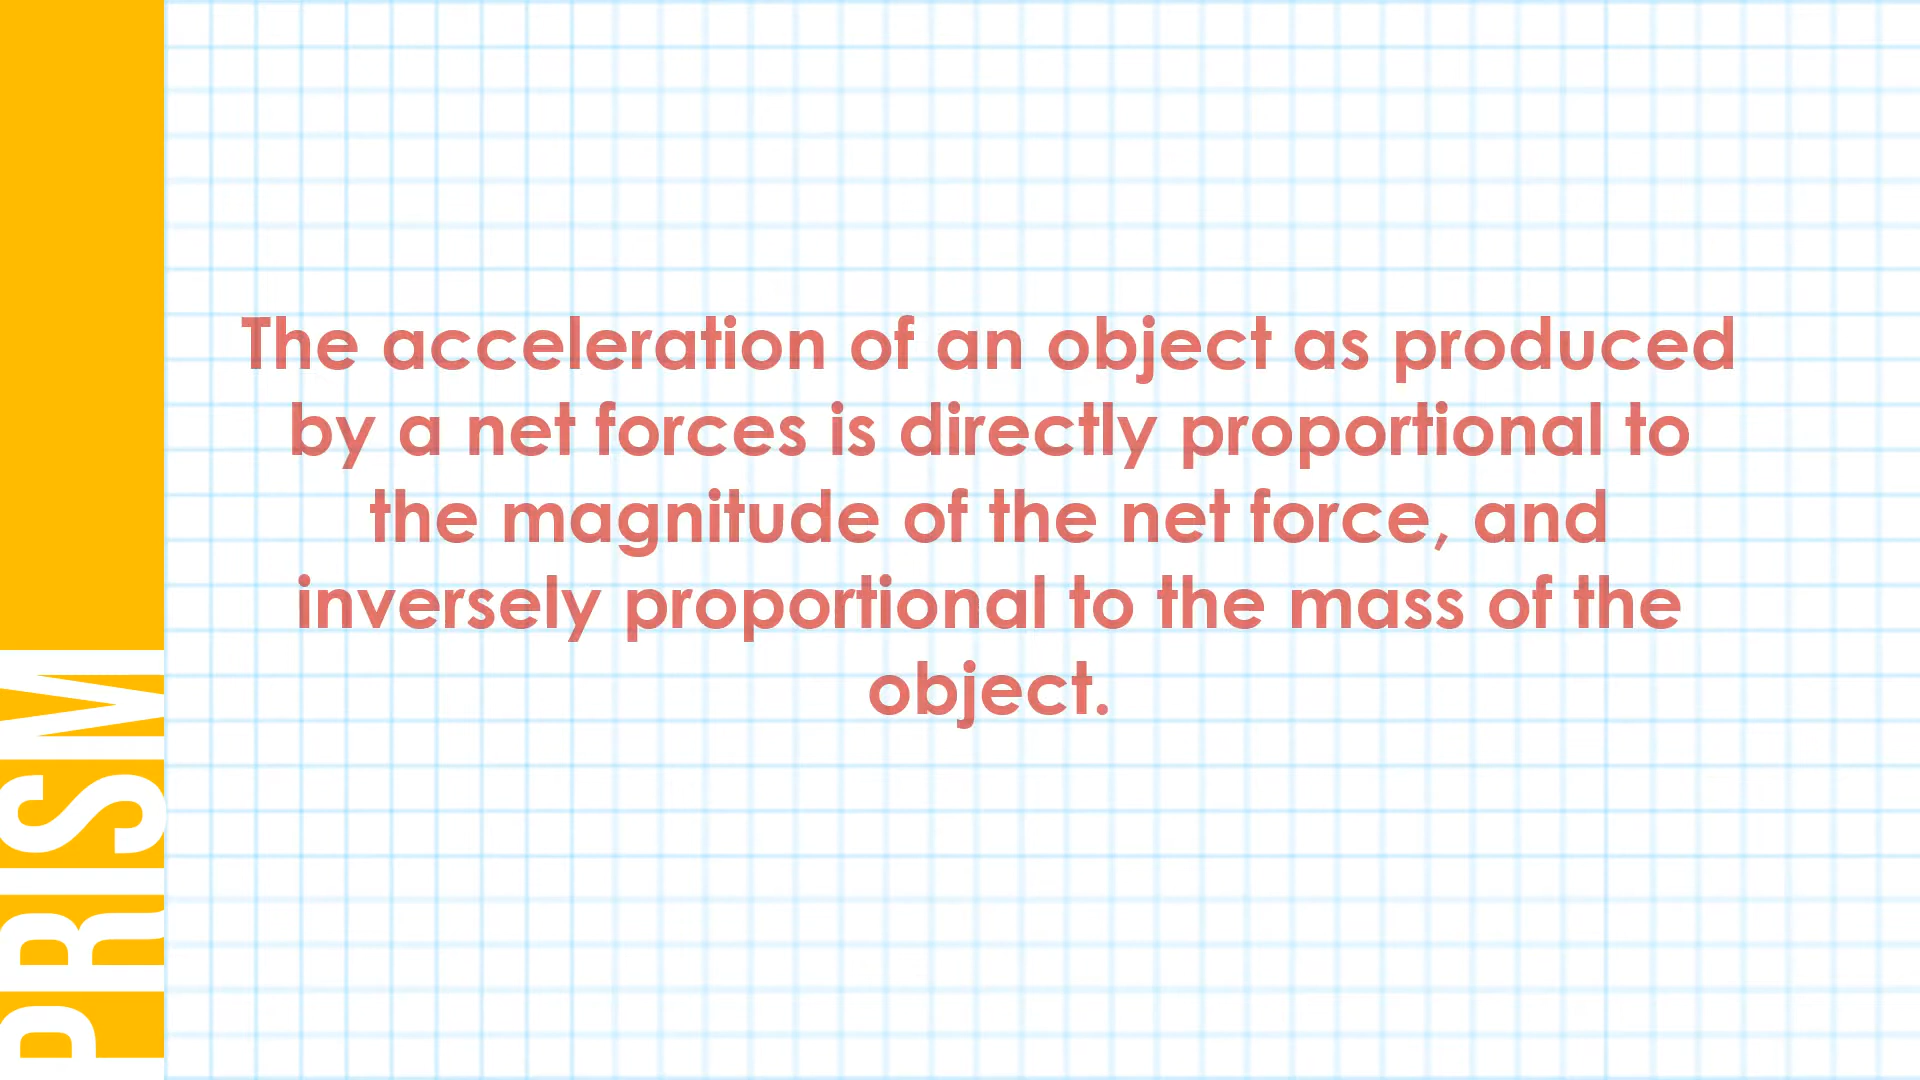 The acceleration of an object as produced
by a net forces is directly proportional to
the magnitude of the net force, and
inversely proportional to the mass of the
object.
PRISM